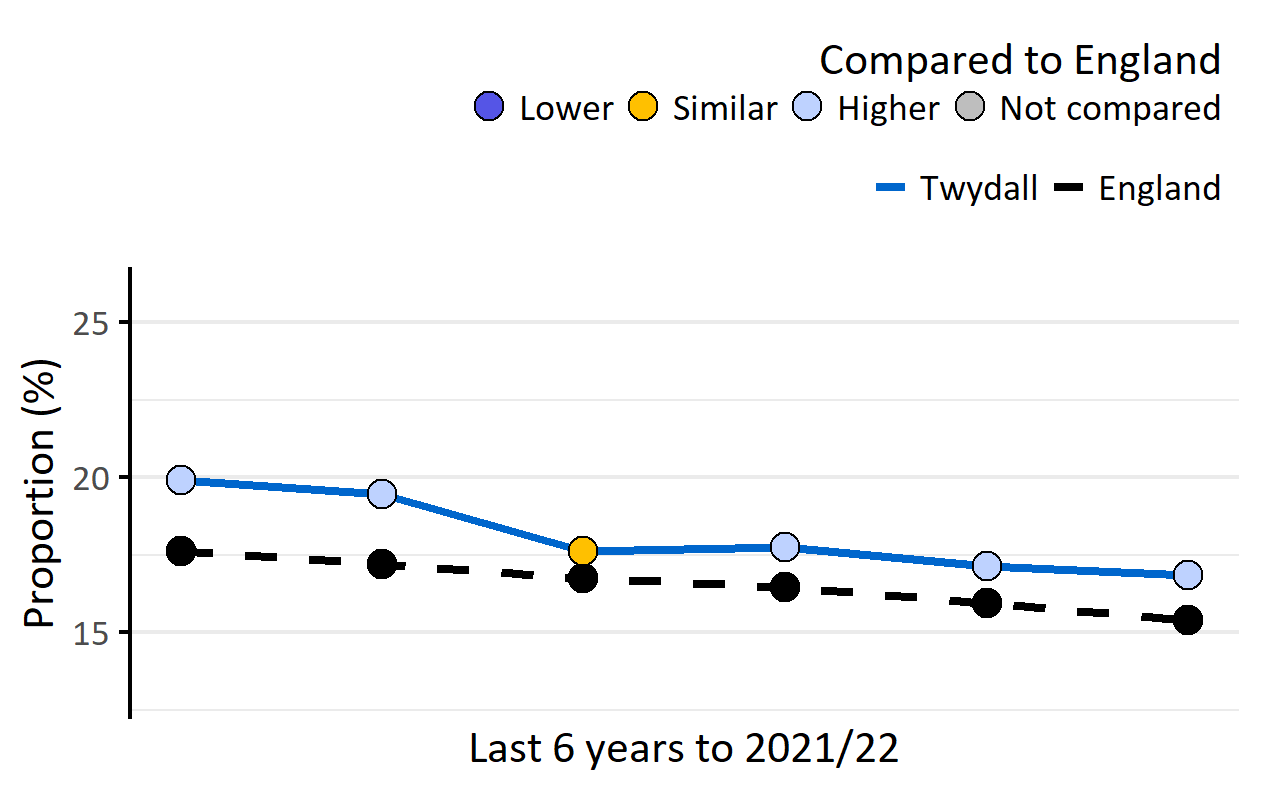 Compared to England
Lower Similar Higher Not compared
Twydall England
Proportion (%)
25
20
15
Last 6 years to 2021/22